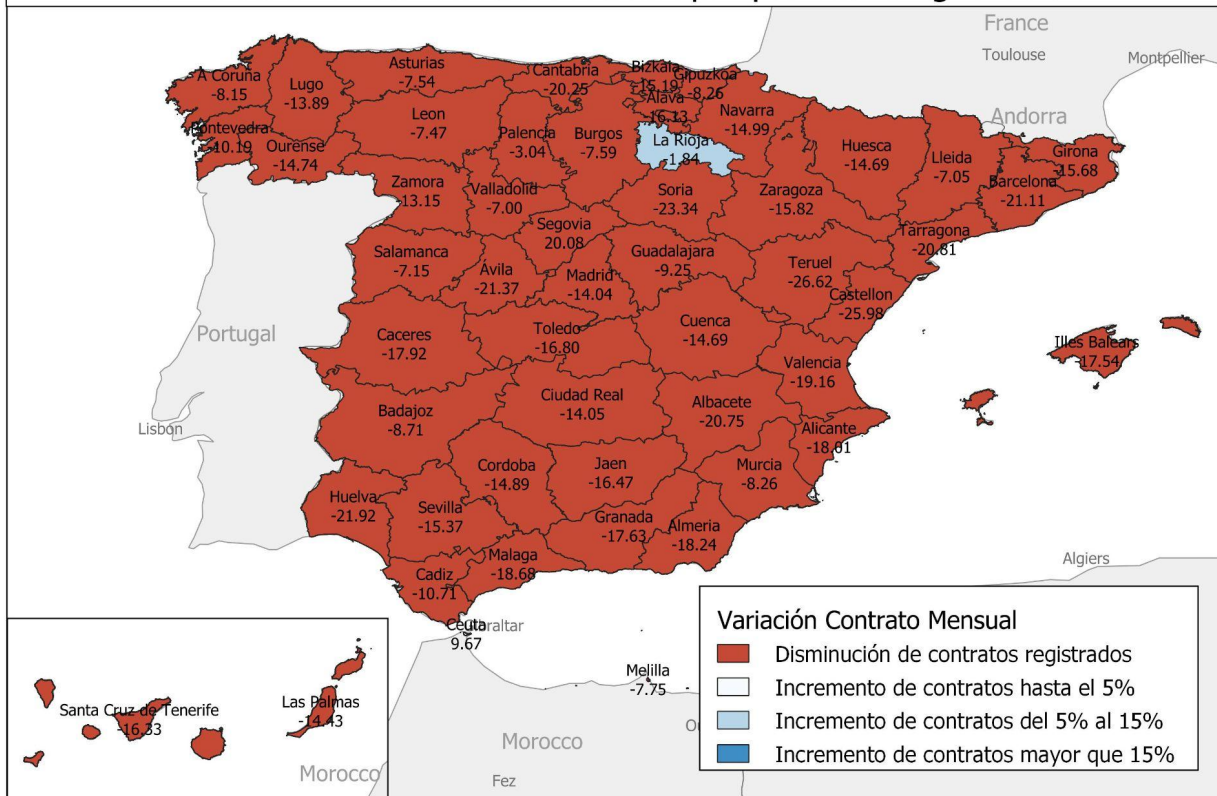 France
Toulouse
Montpellier
Andorra
Portugal
Lisbon
Algiers
Morocco
Fez
Morocco
Gibraltar
A Coruña
-8.15
Lugo
-13.89
Asturias
-7.54
Cantabria
-20.25
Bizkaia
-15.19
Gipuzkoa
-8.26
Álava
-16.13
Navarra
-14.99
Pontevedra
-10.19
Ourense
-14.74
Leon
-7.47
Palencia
-3.04
Burgos
-7.59
La Rioja
-1.84
Huesca
-14.69
Lleida
-7.05
Girona
-15.68
Barcelona
-21.11
Zamora
-13.15
Valladolid
-7.00
Soria
-23.34
Zaragoza
-15.82
Tarragona
-20.81
Segovia
20.08
Salamanca
-7.15
Ávila
-21.37
Madrid
-14.04
Guadalajara
-9.25
Teruel
-26.62
Castellon
-25.98
Caceres
-17.92
Toledo
-16.80
Cuenca
-14.69
Valencia
-19.16
Illes Balears
-17.54
Badajoz
-8.71
Ciudad Real
-14.05
Albacete
-20.75
Alicante
-18.01
Cordoba
-14.89
Jaen
-16.47
Murcia
-8.26
Huelva
-21.92
Sevilla
-15.37
Granada
-17.63
Almeria
-18.24
Cadiz
-10.71
Malaga
-18.68
Ceuta
9.67
Melilla
-7.75
Santa Cruz de Tenerife
-16.33
Las Palmas
-14.43
Variación Contrato Mensual
Disminución de contratos registrados
Incremento de contratos hasta el 5%
Incremento de contratos del 5% al 15%
Incremento de contratos mayor que 15%